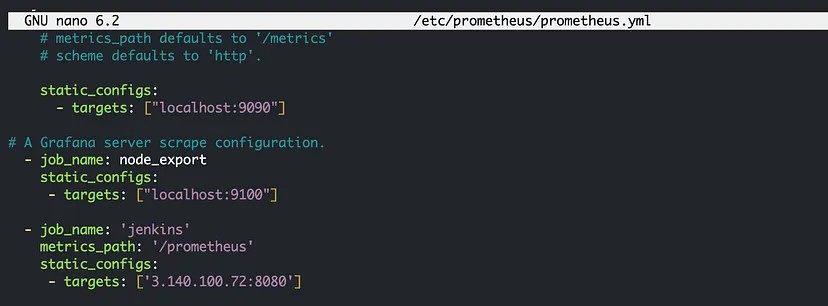 GNU nano 6.2 /etc/prometheus/prometheus.yml
# metrics_path defaults to '/metrics'
# scheme defaults to 'http'.
static_configs:
- targets: ["localhost:9090"]
# A Grafana server scrape configuration.
- job_name: node_export
static_configs:
- targets: ["localhost:9100"]
- job_name: 'jenkins'
metrics_path: '/prometheus'
static_configs:
- targets: ['3.140.100.72:8080']